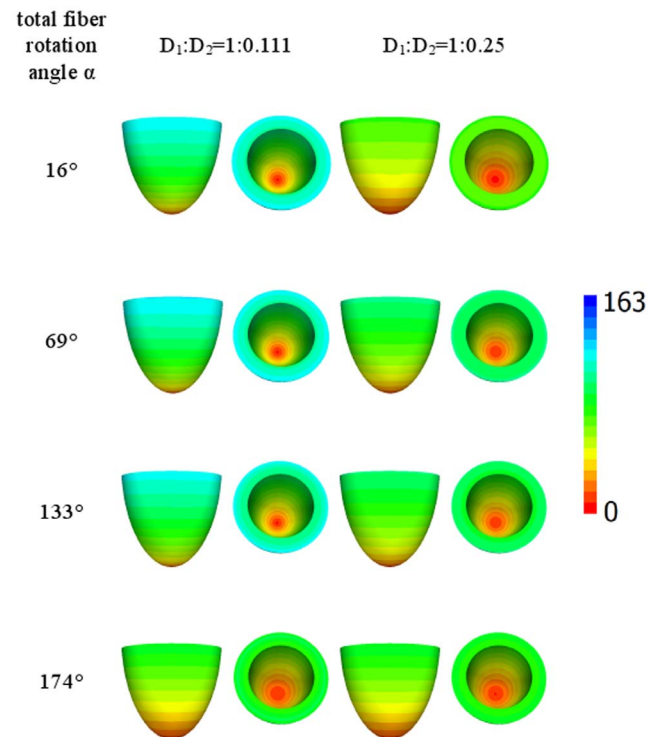 total fiber
rotation
angle α
D₁:D₂=1:0.111
D₁:D₂=1:0.25
16°
69°
163
0
133°
174°